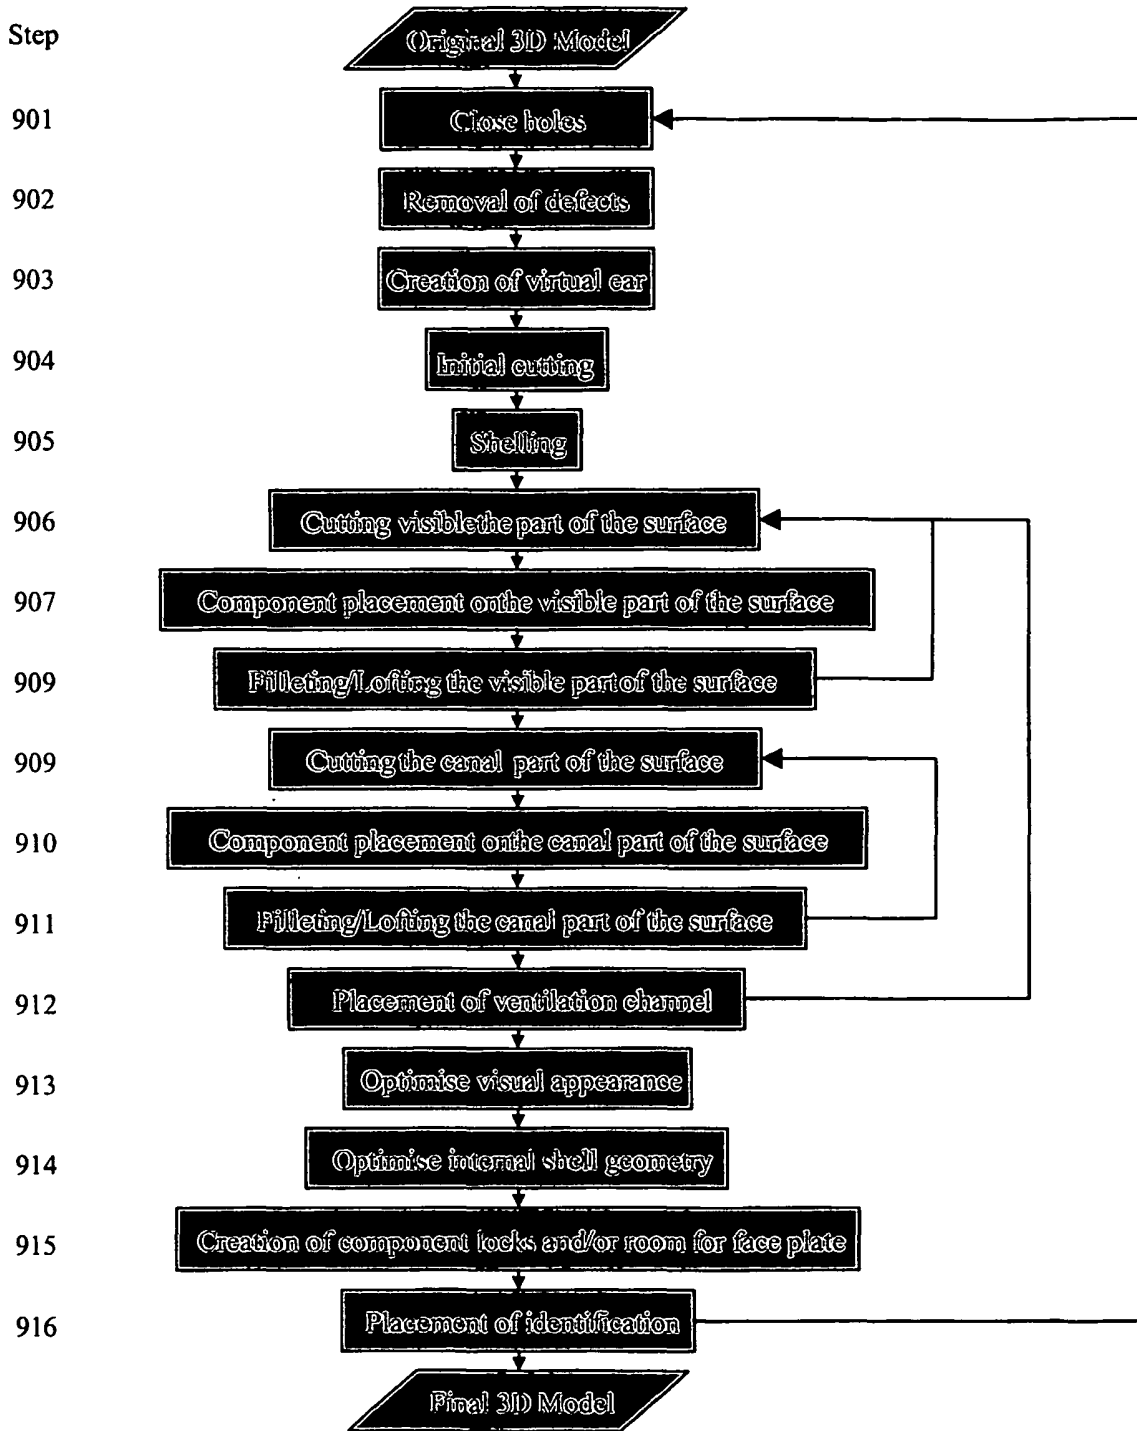 Step
Original 3D Model
901
Close holes
902
Removal of defects
903
Creation of virtual ear
904
Initial cutting
905
Shelling
906
Cutting visiblethe part of the surface
907
Component placement onthe visible part of the surface
909
Filleting/Lofting the visible part of the surface
909
Cutting the canal part of the surface
910
Component placement onthe canal part of the surface
911
Filleting/Lofting the canal part of the surface
912
Placement of ventilation channel
913
Optimise visual appearance
914
Optimise internal shell geometry
915
Creation of component locks and/or room for face plate
916
Placement of identification
Final 3D Model